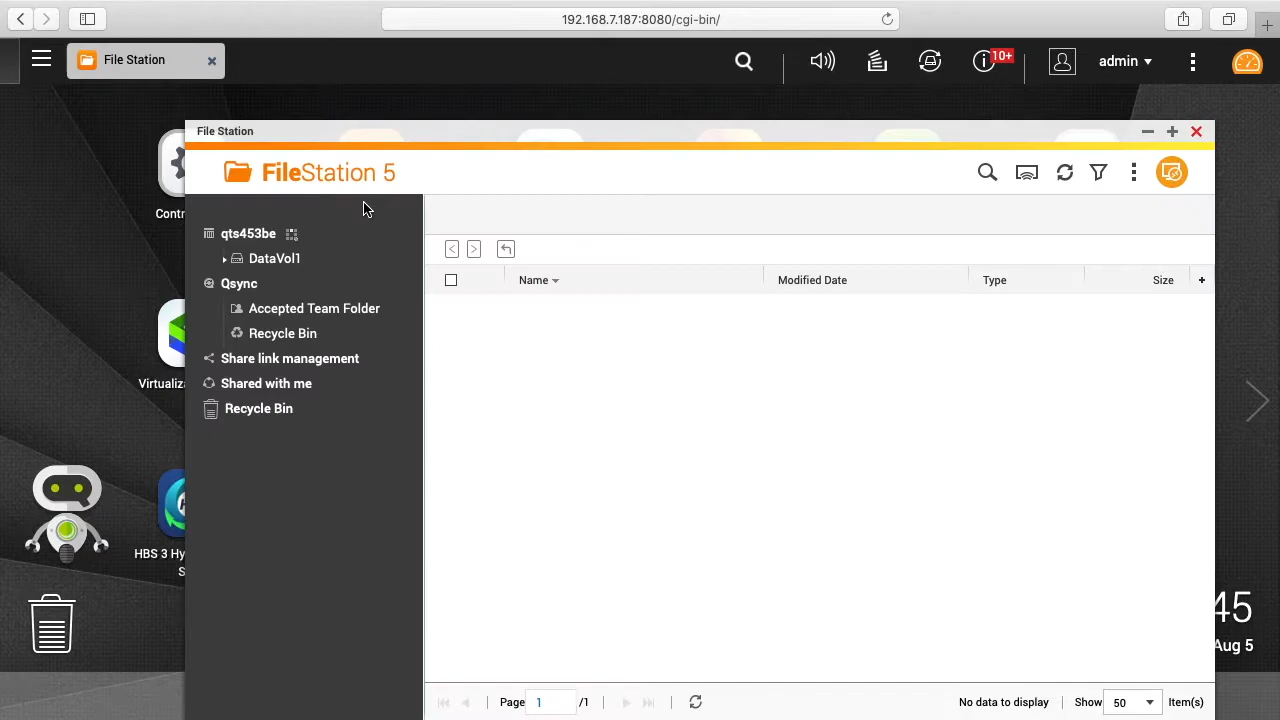 192.168.7.187:8080/cgi-bin/
File Station
10+
admin
File Station
FileStation 5
Contr
qts453be
DataVol1
Qsync
Accepted Team Folder
Recycle Bin
Share link management
Shared with me
Recycle Bin
Name
Modified Date
Type
Size
Virtualiza
HBS 3 Hy
S
45
Aug 5
Page
1
/1
No data to display
Show
50
Item(s)